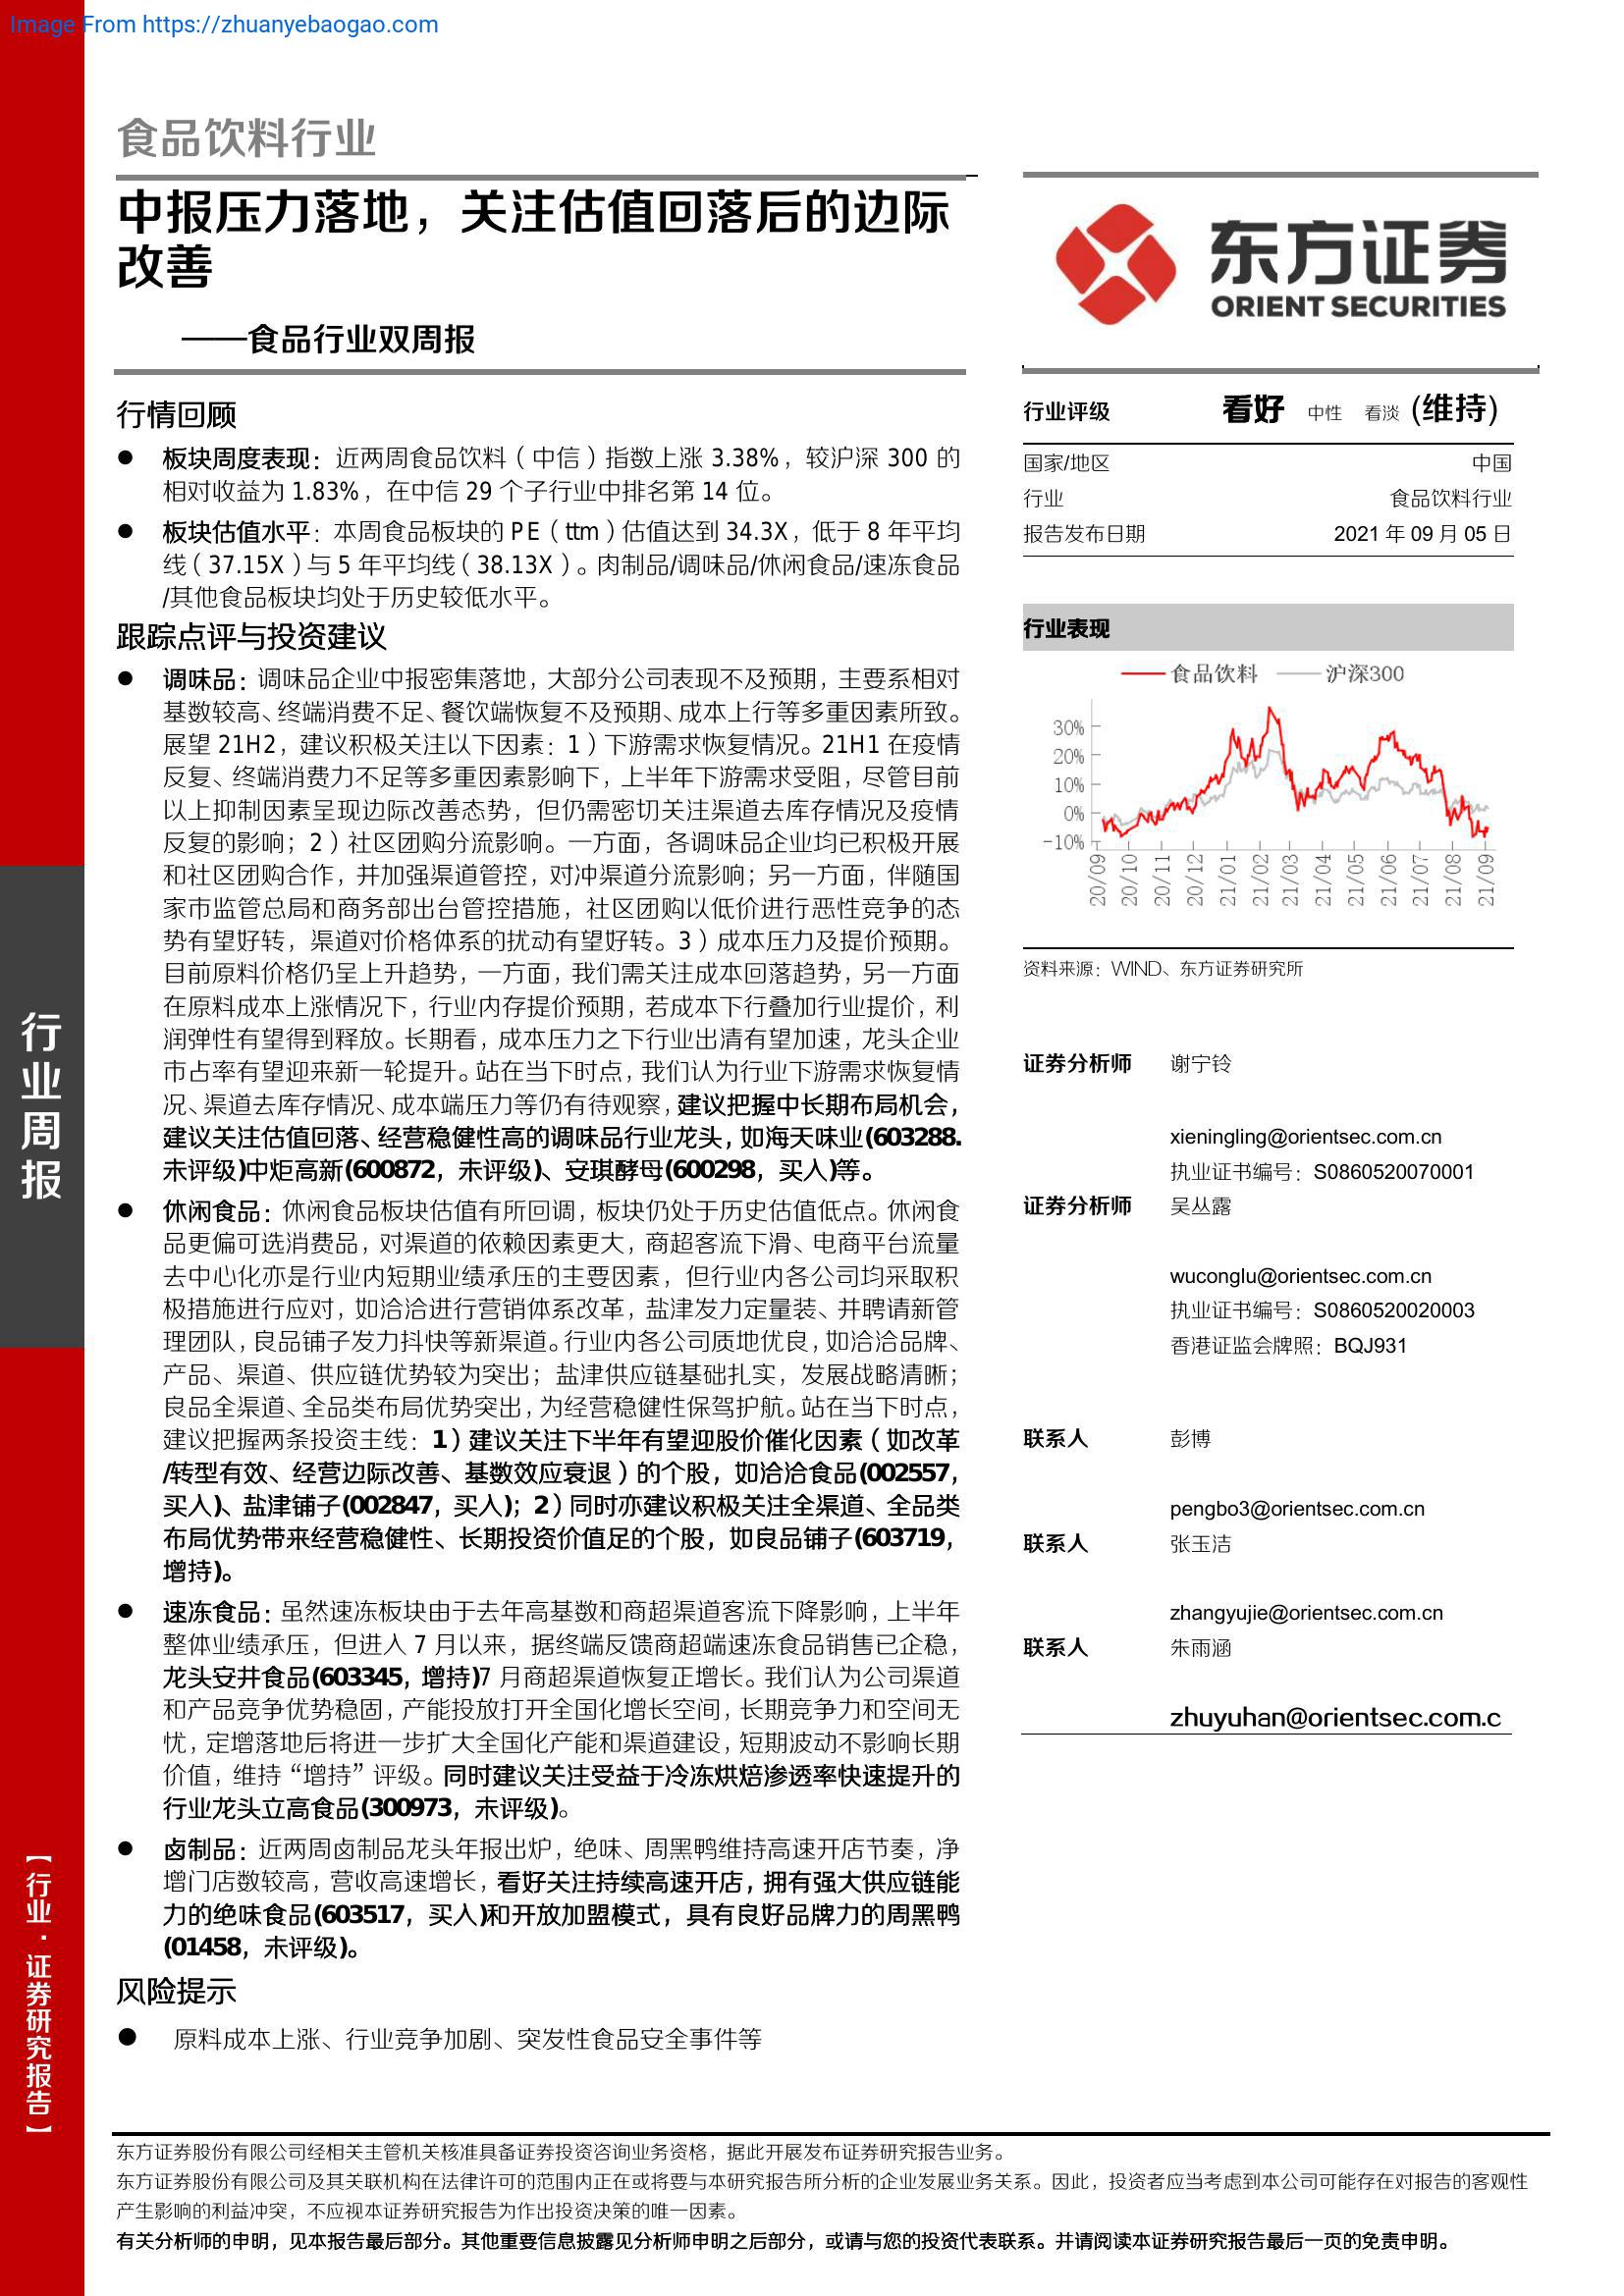 Image From https://zhuanyebaogao.com
食品饮料行业
中报压力落地，关注估值回落后的边际
改善
——食品行业双周报
行情回顾
● 板块周度表现：近两周食品饮料（中信）指数上涨 3.38%，较沪深 300 的
相对收益为 1.83%，在中信 29 个子行业中排名第 14 位。
● 板块估值水平：本周食品板块的 PE（ttm）估值达到 34.3X，低于 8 年平均
线（37.15X）与 5 年平均线（38.13X）。肉制品/调味品/休闲食品/速冻食品
/其他食品板块均处于历史较低水平。
跟踪点评与投资建议
● 调味品：调味品企业中报密集落地，大部分公司表现不及预期，主要系相对
基数较高、终端消费不足、餐饮端恢复不及预期、成本上行等多重因素所致。
展望 21H2，建议积极关注以下因素：1）下游需求恢复情况。21H1 在疫情
反复、终端消费力不足等多重因素影响下，上半年下游需求受阻，尽管目前
以上抑制因素呈现边际改善态势，但仍需密切关注渠道去库存情况及疫情
反复的影响；2）社区团购分流影响。一方面，各调味品企业均已积极开展
和社区团购合作，并加强渠道管控，对冲渠道分流影响；另一方面，伴随国
家市监管总局和商务部出台管控措施，社区团购以低价进行恶性竞争的态
势有望好转，渠道对价格体系的扰动有望好转。3）成本压力及提价预期。
目前原料价格仍呈上升趋势，一方面，我们需关注成本回落趋势，另一方面
在原料成本上涨情况下，行业内存提价预期，若成本下行叠加行业提价，利
润弹性有望得到释放。长期看，成本压力之下行业出清有望加速，龙头企业
市占率有望迎来新一轮提升。站在当下时点，我们认为行业下游需求恢复情
况、渠道去库存情况、成本端压力等仍有待观察，建议把握中长期布局机会，
建议关注估值回落、经营稳健性高的调味品行业龙头，如海天味业(603288.
未评级)中炬高新(600872，未评级)、安琪酵母(600298，买入)等。
● 休闲食品：休闲食品板块估值有所回调，板块仍处于历史估值低点。休闲食
品更偏可选消费品，对渠道的依赖因素更大，商超客流下滑、电商平台流量
去中心化亦是行业内短期业绩承压的主要因素，但行业内各公司均采取积
极措施进行应对，如洽洽进行营销体系改革，盐津发力定量装、并聘请新管
理团队，良品铺子发力抖快等新渠道。行业内各公司质地优良，如洽洽品牌、
产品、渠道、供应链优势较为突出；盐津供应链基础扎实，发展战略清晰；
良品全渠道、全品类布局优势突出，为经营稳健性保驾护航。站在当下时点，
建议把握两条投资主线：1）建议关注下半年有望迎股价催化因素（如改革
/转型有效、经营边际改善、基数效应衰退）的个股，如洽洽食品(002557，
买入)、盐津铺子(002847，买入)；2）同时亦建议积极关注全渠道、全品类
布局优势带来经营稳健性、长期投资价值足的个股，如良品铺子(603719，
增持)。
● 速冻食品：虽然速冻板块由于去年高基数和商超渠道客流下降影响，上半年
整体业绩承压，但进入 7 月以来，据终端反馈商超端速冻食品销售已企稳，
龙头安井食品(603345，增持)7 月商超渠道恢复正增长。我们认为公司渠道
和产品竞争优势稳固，产能投放打开全国化增长空间，长期竞争力和空间无
忧，定增落地后将进一步扩大全国化产能和渠道建设，短期波动不影响长期
价值，维持“增持”评级。同时建议关注受益于冷冻烘焙渗透率快速提升的
行业龙头立高食品(300973，未评级)。
● 卤制品：近两周卤制品龙头年报出炉，绝味、周黑鸭维持高速开店节奏，净
增门店数较高，营收高速增长，看好关注持续高速开店，拥有强大供应链能
力的绝味食品(603517，买入)和开放加盟模式，具有良好品牌力的周黑鸭
(01458，未评级)。
风险提示
● 原料成本上涨、行业竞争加剧、突发性食品安全事件等
东方证券
ORIENT SECURITIES
行业评级 看好 中性 看淡 (维持)
国家/地区 中国
行业 食品饮料行业
报告发布日期 2021 年 09 月 05 日
行业表现
食品饮料 沪深300
30%
20%
10%
0%
-10%
20/09 20/10 20/11 20/12 21/01 21/02 21/03 21/04 21/05 21/06 21/07 21/08 21/09
资料来源：WIND、东方证券研究所
证券分析师 谢宁铃
xieningling@orientsec.com.cn
执业证书编号：S0860520070001
证券分析师 吴丛露
wuconglu@orientsec.com.cn
执业证书编号：S0860520020003
香港证监会牌照：BQJ931
联系人 彭博
pengbo3@orientsec.com.cn
联系人 张玉洁
zhangyujie@orientsec.com.cn
联系人 朱雨涵
zhuyuhan@orientsec.com.c
行业周报
【行业·证券研究报告】
东方证券股份有限公司经相关主管机关核准具备证券投资咨询业务资格，据此开展发布证券研究报告业务。
东方证券股份有限公司及其关联机构在法律许可的范围内正在或将要与本研究报告所分析的企业发展业务关系。因此，投资者应当考虑到本公司可能存在对报告的客观性
产生影响的利益冲突，不应视本证券研究报告为作出投资决策的唯一因素。
有关分析师的申明，见本报告最后部分。其他重要信息披露见分析师申明之后部分，或请与您的投资代表联系。并请阅读本证券研究报告最后一页的免责申明。